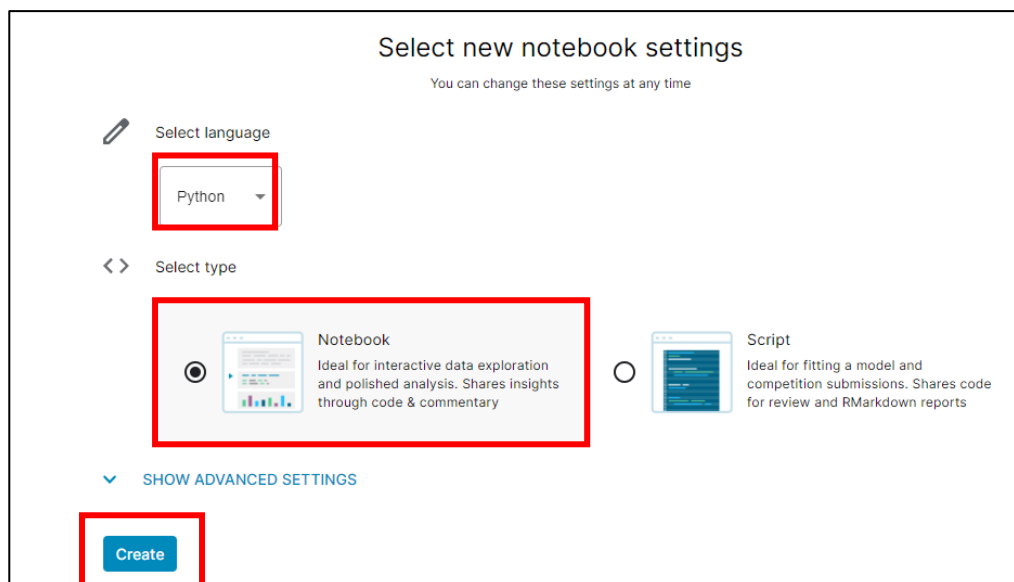 Select new notebook settings
You can change these settings at any time
Select language
Python
Select type
Notebook
Ideal for interactive data exploration
and polished analysis. Shares insights
through code & commentary
Script
Ideal for fitting a model and
competition submissions. Shares code
for review and RMarkdown reports
SHOW ADVANCED SETTINGS
Create